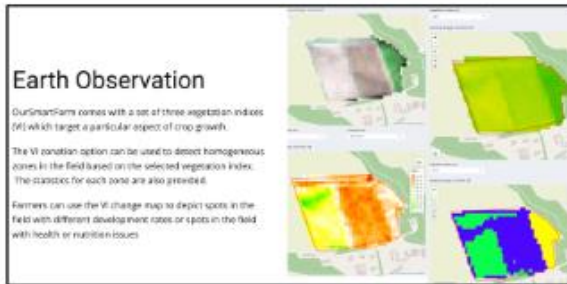 Earth Observation
OurSmartFarm comes with a set of three vegetation indices
(VI) which target a particular aspect of crop growth.
The VI zonation option can be used to detect homogeneous
zones in the field based on the selected vegetation index.
The statistics for each zone are also provided.
Farmers can use the VI change map to depict spots in the
field with different development rates or spots in the field
with health or nutrition issues